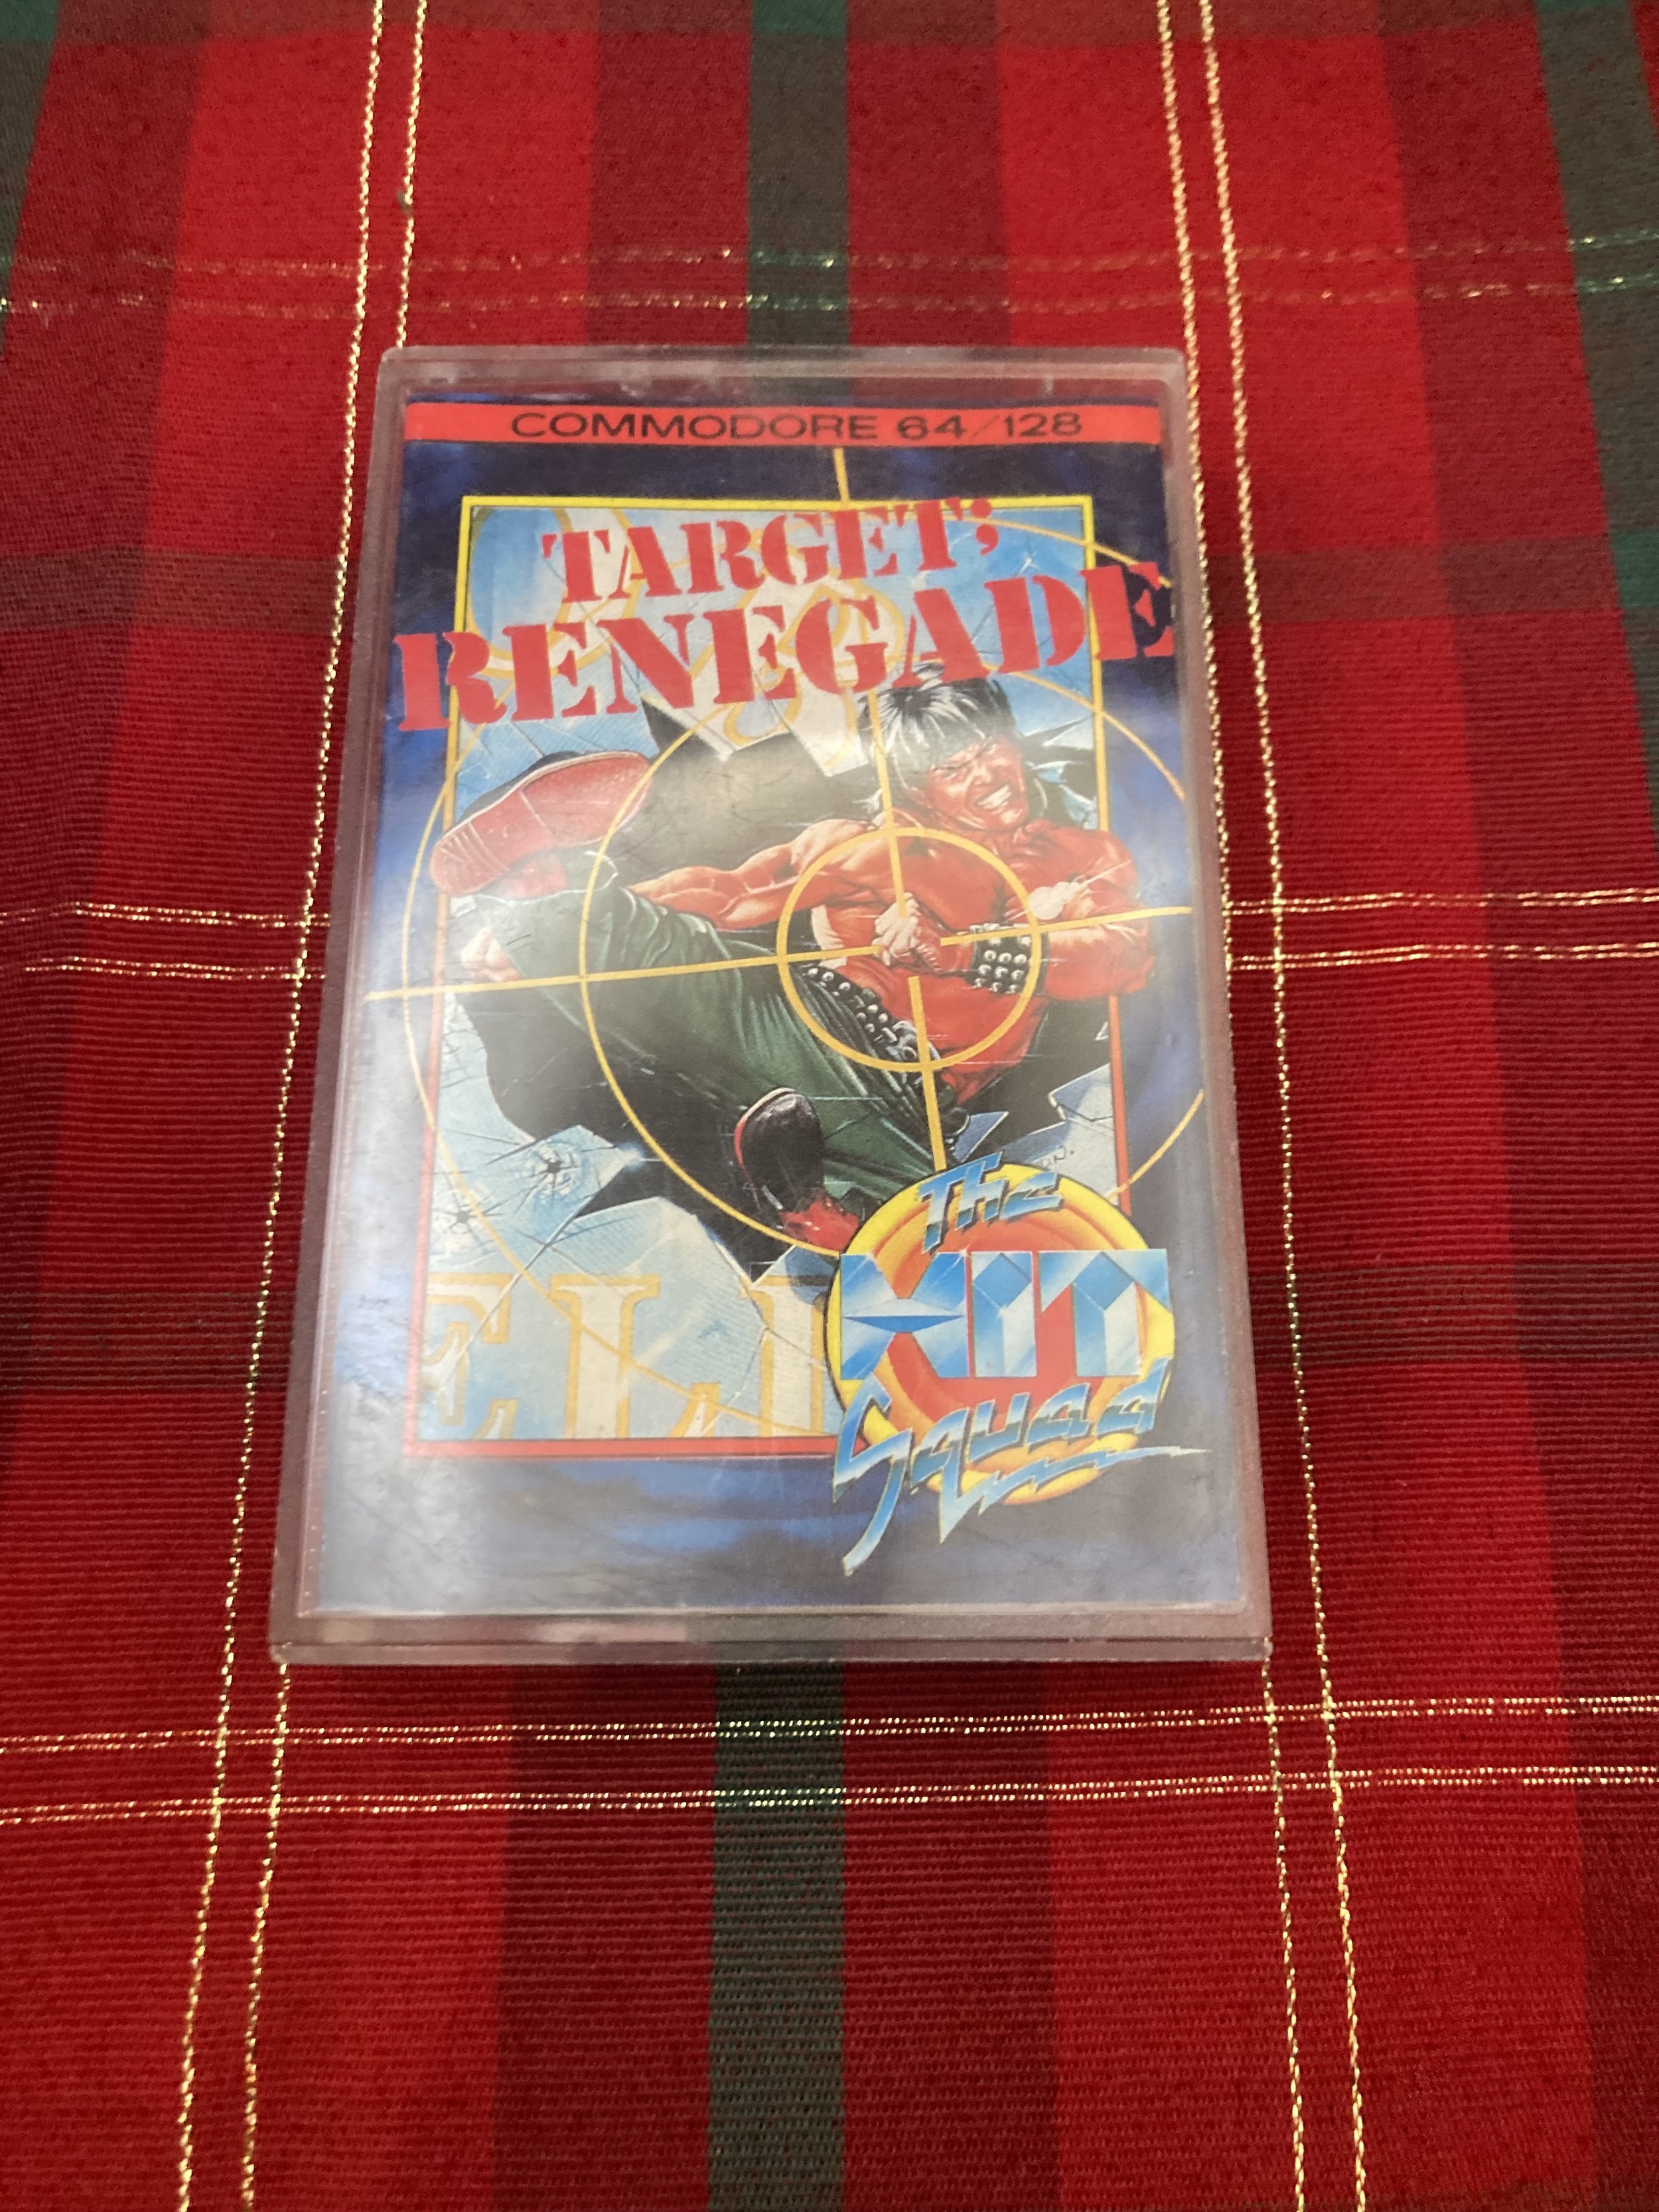 COMMODORE 64/128
TARGET;
RENEGADE
The
HIT
Squad